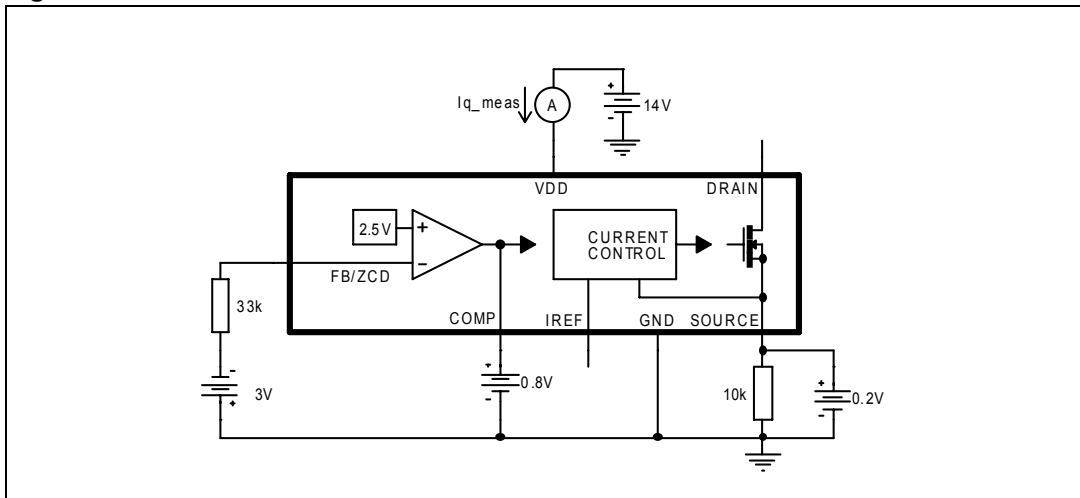 Iq_meas
A
+
-
14V
VDD
DRAIN
2.5V
+
-
CURRENT
CONTROL
FB/ZCD
33k
COMP
IREF
GND
SOURCE
-
+
3V
+
-
0.8V
10k
+
-
0.2V